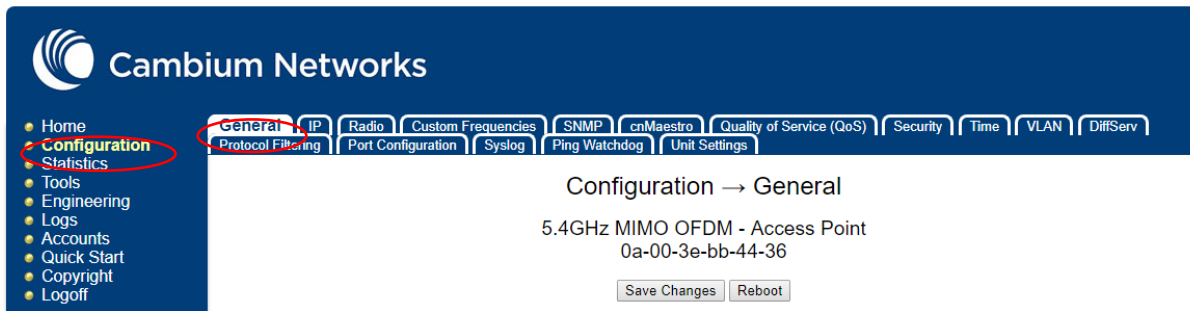 Cambium Networks
Home
Configuration
Statistics
Tools
Engineering
Logs
Accounts
Quick Start
Copyright
Logoff
General IP Radio Custom Frequencies SNMP cnMaestro Quality of Service (QoS) Security Time VLAN DiffServ
Protocol Filtering Port Configuration Syslog Ping Watchdog Unit Settings
Configuration → General
5.4GHz MIMO OFDM - Access Point
0a-00-3e-bb-44-36
Save Changes Reboot